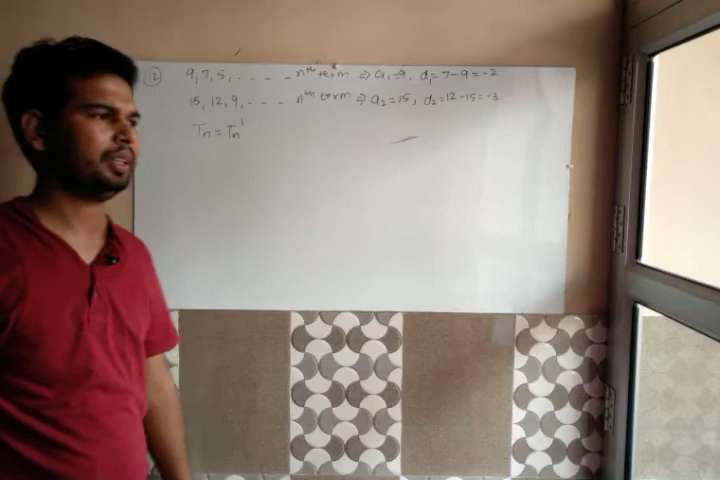 (12) 9, 7, 5, - - - - nth term ⇒ a1 = 9, d1 = 7-9 = -2
15, 12, 9, - - - nth term ⇒ a2 = 15, d2 = 12-15 = -3
Tn = Tn'